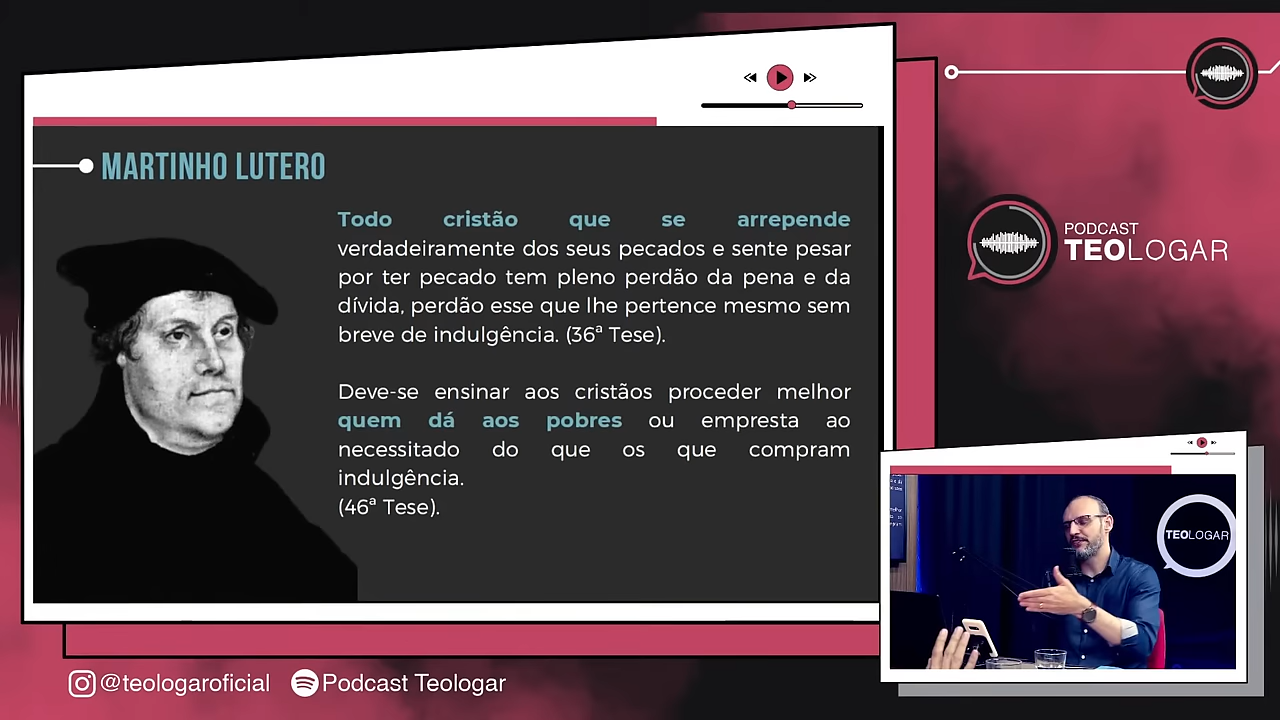 MARTINHO LUTERO
Todo cristão que se arrepende
verdadeiramente dos seus pecados e sente pesar
por ter pecado tem pleno perdão da pena e da
dívida, perdão esse que lhe pertence mesmo sem
breve de indulgência. (36ª Tese).
Deve-se ensinar aos cristãos proceder melhor
quem dá aos pobres ou empresta ao
necessitado do que os que compram
indulgência.
(46ª Tese).
PODCAST
TEOLOGAR
TEOLOGAR
@teologaroficial
Podcast Teologar